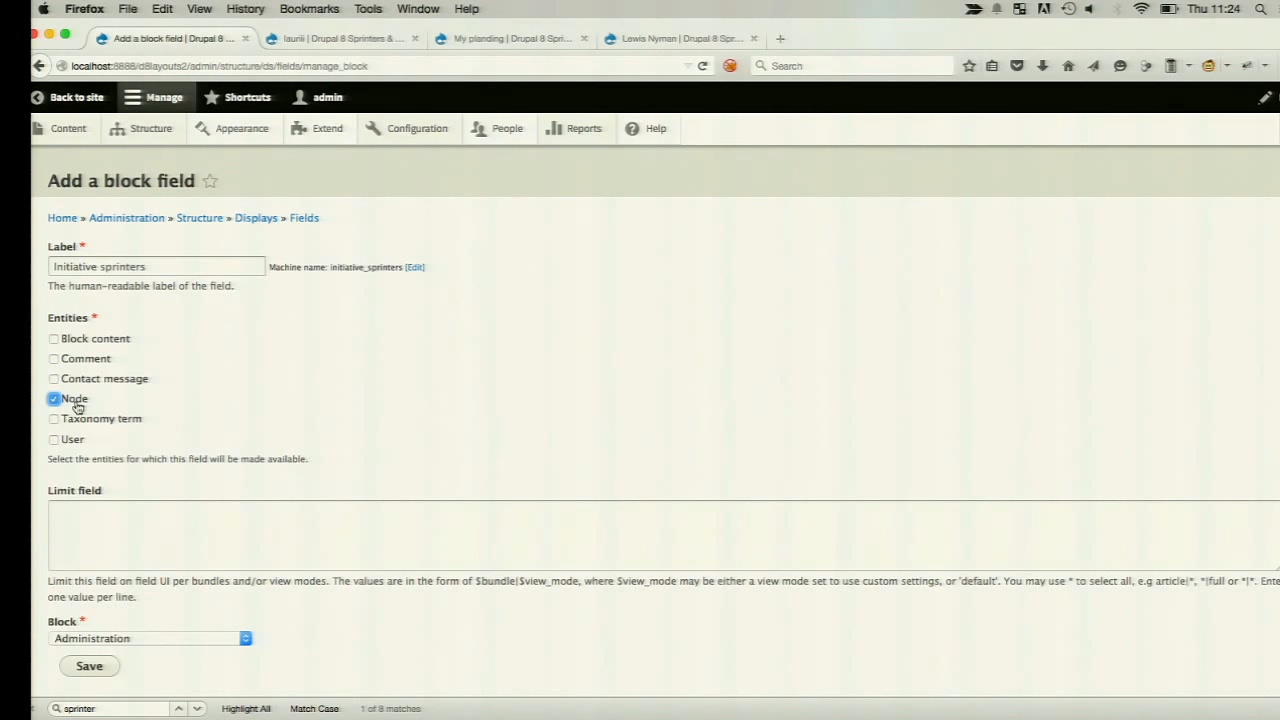 Firefox File Edit View History Bookmarks Tools Window Help Thu 11:24
Add a block field | Drupal 8 ... laurii | Drupal 8 Sprinters & ... My planding | Drupal 8 Spri... Lewis Nyman | Drupal 8 Spr...
localhost:8888/d8layouts2/admin/structure/ds/fields/manage_block Search
Back to site Manage Shortcuts admin
Content Structure Appearance Extend Configuration People Reports Help
Add a block field
Home » Administration » Structure » Displays » Fields
Label *
Initiative sprinters Machine name: initiative_sprinters [Edit]
The human-readable label of the field.
Entities *
Block content
Comment
Contact message
Node
Taxonomy term
User
Select the entities for which this field will be made available.
Limit field
Limit this field on field UI per bundles and/or view modes. The values are in the form of $bundle|$view_mode, where $view_mode may be either a view mode set to use custom settings, or 'default'. You may use * to select all, e.g article|*, *|full or *|*. Ente
one value per line.
Block *
Administration
Save
sprinter Highlight All Match Case 1 of 8 matches